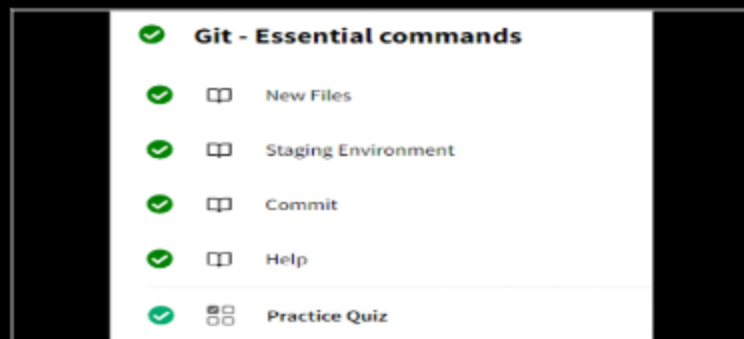 Git - Essential commands
New Files
Staging Environment
Commit
Help
Practice Quiz